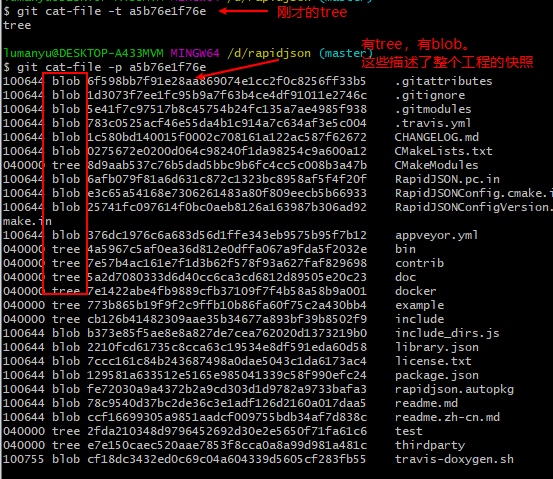 $ git cat-file -t a5b76e1f76e
刚才的tree
tree
lumanyu@DESKTOP-A433MVM MINGW64 /d/rapidjson (master)
$ git cat-file -p a5b76e1f76e
有tree，有blob。
这些描述了整个工程的快照
100644 blob 6f598bb7f91e28aa869074e1cc2f0c8256ff33b5 .gitattributes
100644 blob 1d3073f7ee1fc95b9a7f63b4ce4df91011e2746c .gitignore
100644 blob 5e41f7c97517b8c45754b24fc135a7ae4985f938 .gitmodules
100644 blob 783c0525acf46e55da4b1c914a7c634af3e5c004 .travis.yml
100644 blob 1c580bd140015f0002c708161a122ac587f62672 CHANGELOG.md
100644 blob 0275672e0200d064c98240f1da98254c9a600a12 CMakeLists.txt
040000 tree 8d9aab537c76b5dad5bbc9b6fc4cc5c008b3a47b CMakeModules
100644 blob 6afb079f81a6d631c872c1323bc8958af5f4f20f RapidJSON.pc.in
100644 blob e3c65a54168e7306261483a80f809eecb5b66933 RapidJSONConfig.cmake.i
100644 blob 25741fc097614f0bc0aeb8126a163987b306ad92 RapidJSONConfigVersion.
make.in
100644 blob 376dc1976c6a683d56d1ffe343eb9575b95f7b12 appveyor.yml
040000 tree 4a5967c5af0ea36d812e0dffa067a9fda5f2032e bin
040000 tree 7e57b4ac161e7f1d3b62f578f93a627faf829698 contrib
040000 tree 5a2d7080333d6d40cc6ca3cd6812d89505e20c23 doc
040000 tree 7e1422abe4fb9889cfb37109f7f4b58a58b9a001 docker
040000 tree 773b865b19f9f2c9ffb10b86fa60f75c2a430bb4 example
040000 tree cb126b41482309aae35b34677a893bf39b8502f9 include
100644 blob b373e85f5ae8e8a827de7cea762020d1373219b0 include_dirs.js
100644 blob 2210fcd61735c8cca63c19534e8df591eda60d58 library.json
100644 blob 7ccc161c84b243687498a0dae5043c1da6173ac4 license.txt
100644 blob 129581a633512e5165e985041339c58f990efc24 package.json
100644 blob fe72030a9a4372b2a9cd303d1d9782a9733bafa3 rapidjson.autopkg
100644 blob 78c9540d37bc2de36c3e1adf126d2160a017daa5 readme.md
100644 blob ccf16699305a9851aadcf009755bdb34af7d838c readme.zh-cn.md
040000 tree 2fda210348d9796452692d30e2e5650f71fa61c6 test
040000 tree e7e150caec520aae7853f8cca0a8a99d981a481c thirdparty
100755 blob cf18dc3432ed0c69c04a604339d5605cf283fb55 travis-doxygen.sh